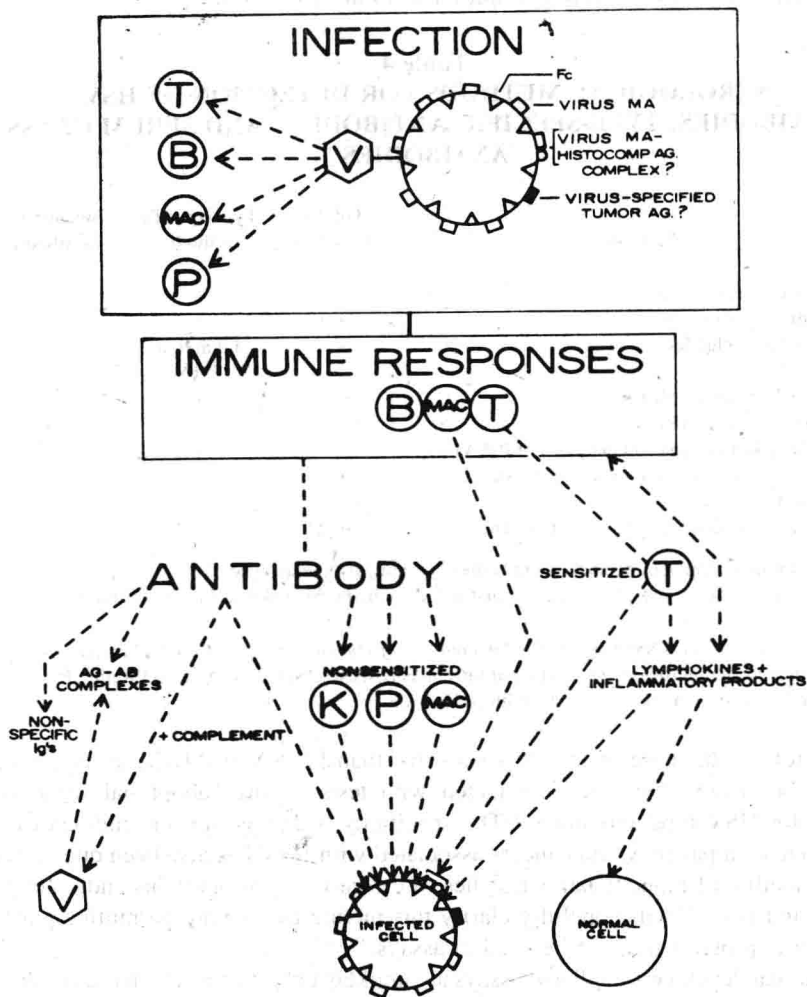 INFECTION
T
B
MAC
P
V
Fc
VIRUS MA
VIRUS MA-
HISTOCOMP AG.
COMPLEX ?
VIRUS-SPECIFIED
TUMOR AG. ?
IMMUNE RESPONSES
B MAC T
ANTIBODY
SENSITIZED T
AG-AB
COMPLEXES
NONSENSITIZED
K P MAC
LYMPHOKINES +
INFLAMMATORY PRODUCTS
NON-
SPECIFIC
Ig's
+ COMPLEMENT
V
INFECTED
CELL
NORMAL
CELL